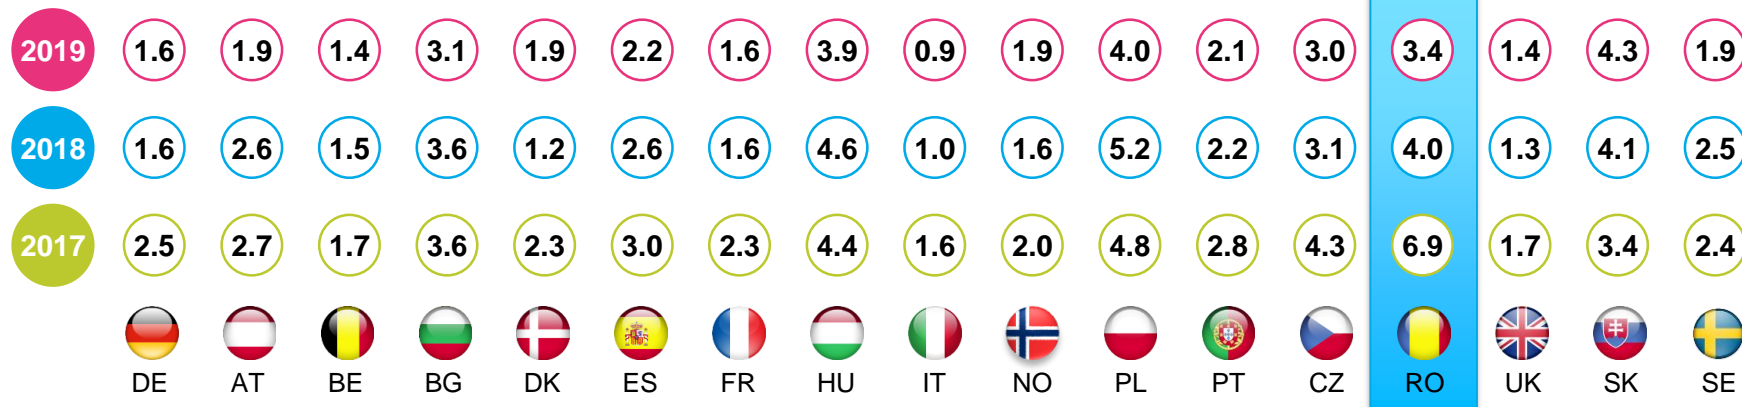 2019 1.6 1.9 1.4 3.1 1.9 2.2 1.6 3.9 0.9 1.9 4.0 2.1 3.0 3.4 1.4 4.3 1.9
2018 1.6 2.6 1.5 3.6 1.2 2.6 1.6 4.6 1.0 1.6 5.2 2.2 3.1 4.0 1.3 4.1 2.5
2017 2.5 2.7 1.7 3.6 2.3 3.0 2.3 4.4 1.6 2.0 4.8 2.8 4.3 6.9 1.7 3.4 2.4
DE AT BE BG DK ES FR HU IT NO PL PT CZ RO UK SK SE